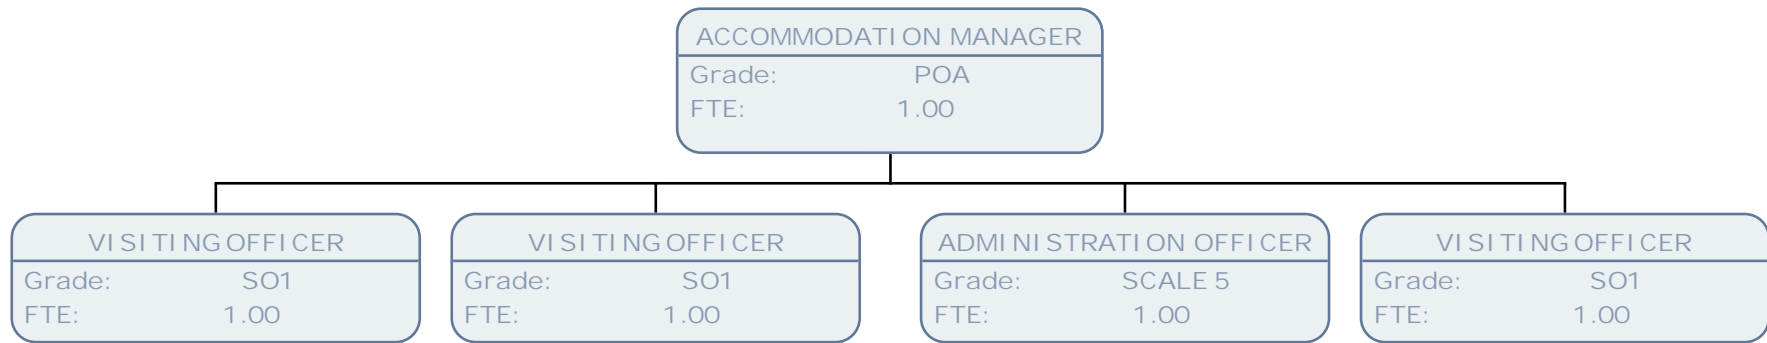 ACCOMMODATION MANAGER
Grade: POA
FTE: 1.00
VISITING OFFICER
Grade: SO1
FTE: 1.00
VISITING OFFICER
Grade: SO1
FTE: 1.00
ADMINISTRATION OFFICER
Grade: SCALE 5
FTE: 1.00
VISITING OFFICER
Grade: SO1
FTE: 1.00